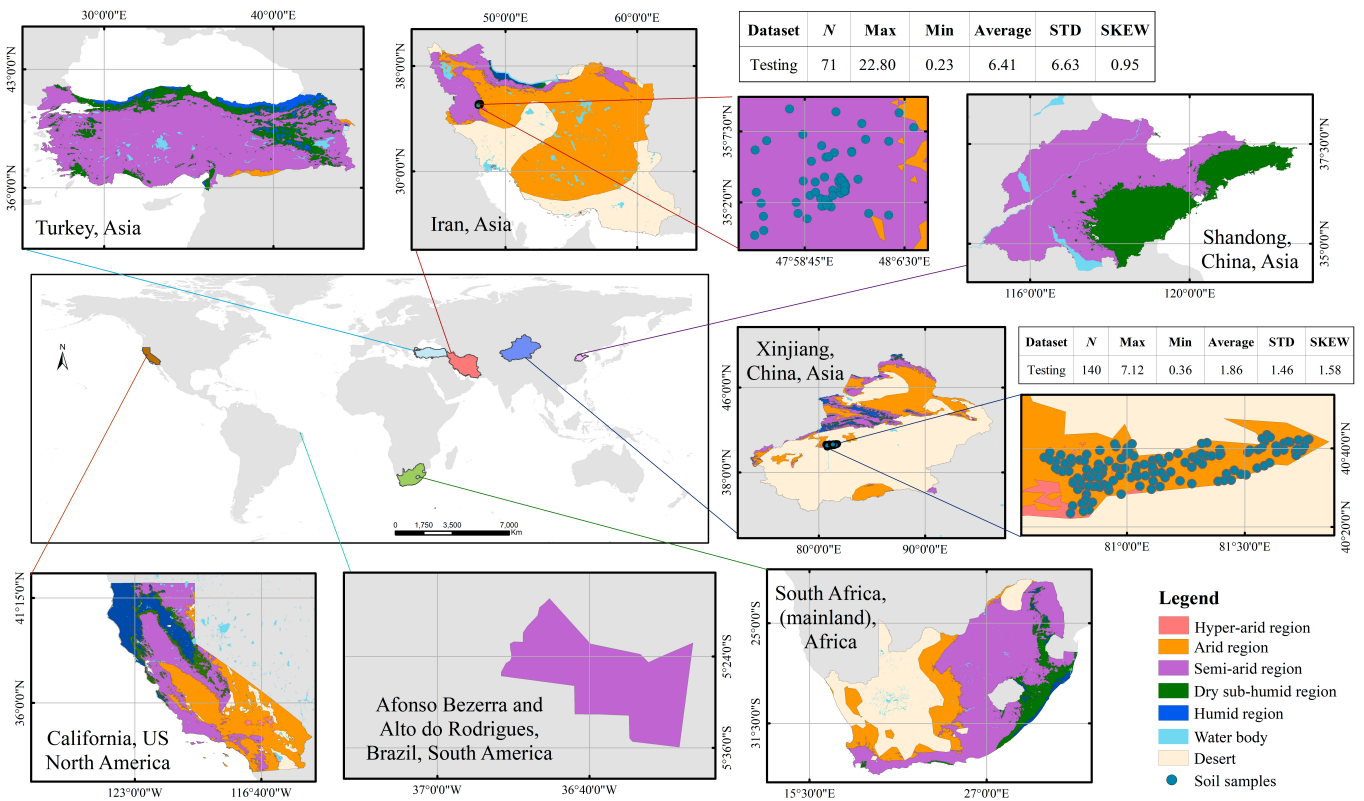 30°0'0"E 40°0'0"E
43°0'0"N
36°0'0"N
Turkey, Asia
50°0'0"E 60°0'0"E
38°0'0"N
30°0'0"N
Iran, Asia
Dataset N Max Min Average STD SKEW
Testing 71 22.80 0.23 6.41 6.63 0.95
35°7'30"N
35°2'0"N
47°58'45"E 48°6'30"E
37°30'0"N
35°0'0"N
Shandong,
China, Asia
116°0'0"E 120°0'0"E
N
0 1,750 3,500 7,000
Km
Xinjiang,
China, Asia
46°0'0"N
38°0'0"N
80°0'0"E 90°0'0"E
Dataset N Max Min Average STD SKEW
Testing 140 7.12 0.36 1.86 1.46 1.58
40°40'0"N
40°20'0"N
81°0'0"E 81°30'0"E
41°15'0"N
36°0'0"N
California, US
North America
123°0'0"W 116°40'0"W
5°24'0"S
5°36'0"S
Afonso Bezerra and
Alto do Rodrigues,
Brazil, South America
37°0'0"W 36°40'0"W
South Africa,
(mainland),
Africa
25°0'0"S
31°30'0"S
15°30'0"E 27°0'0"E
Legend
Hyper-arid region
Arid region
Semi-arid region
Dry sub-humid region
Humid region
Water body
Desert
Soil samples